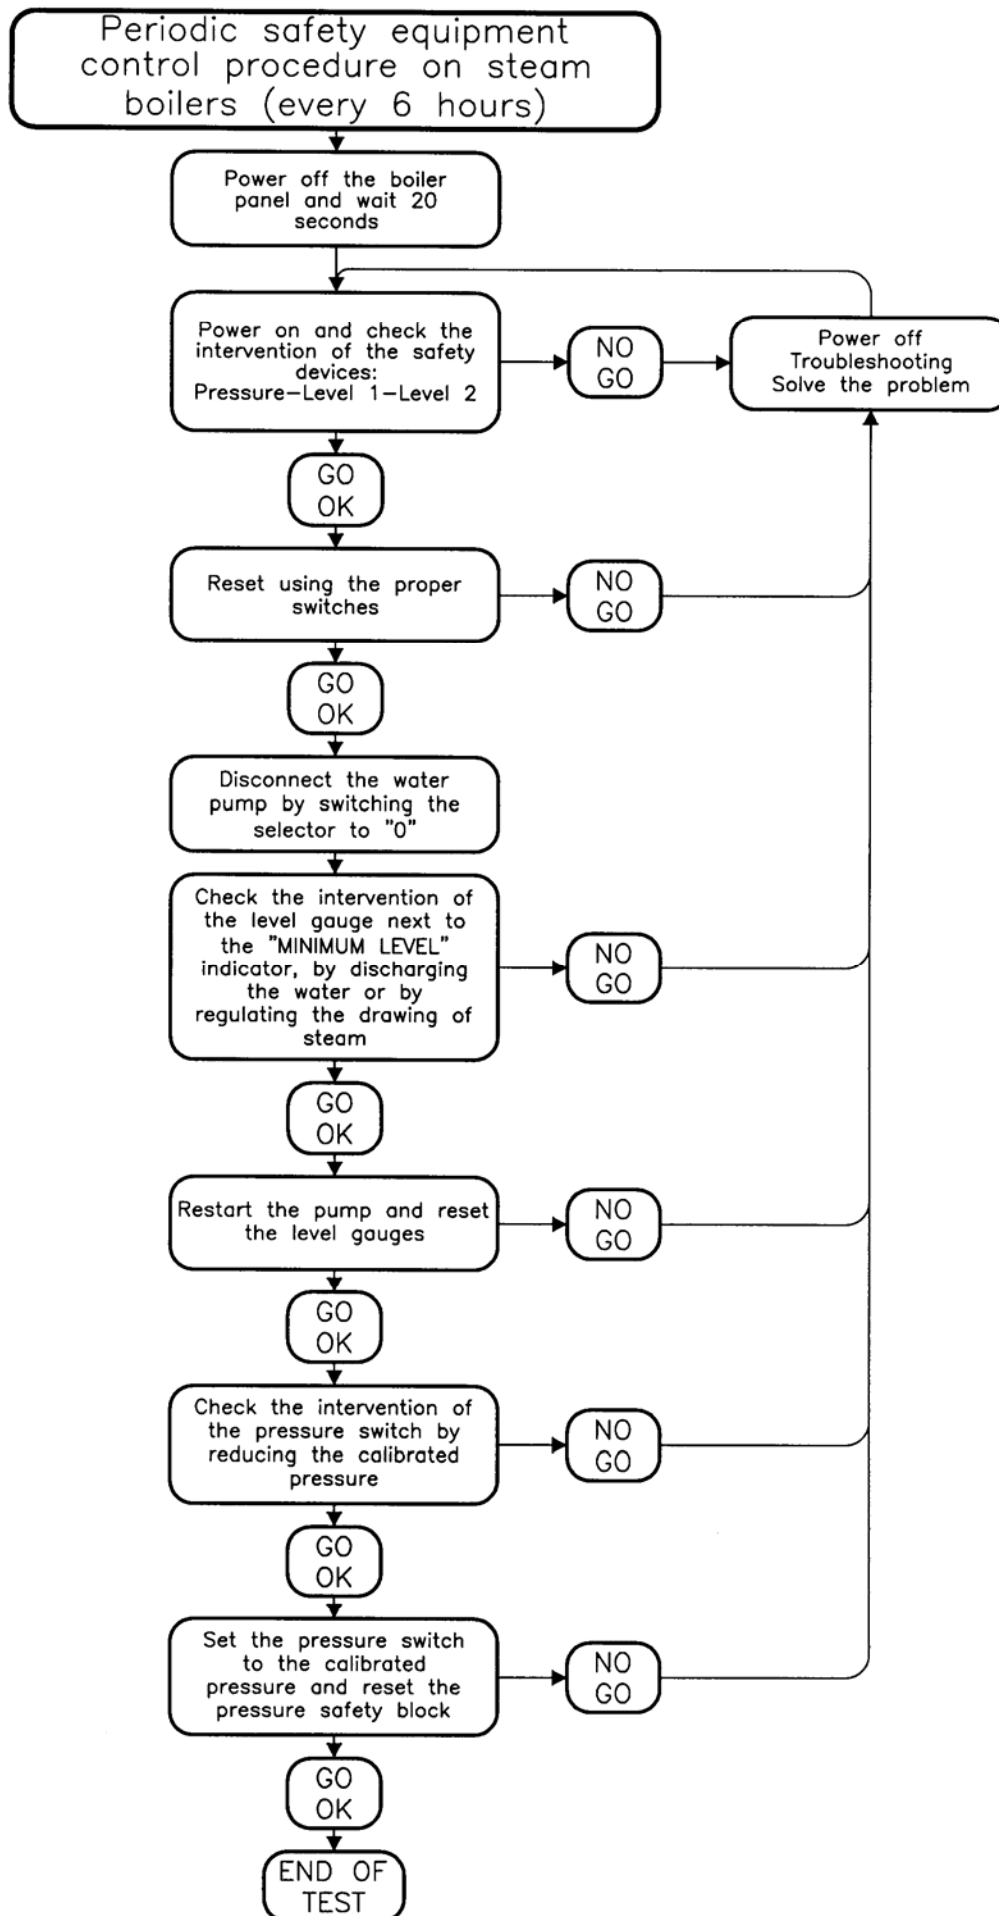 Periodic safety equipment
control procedure on steam
boilers (every 6 hours)
Power off the boiler
panel and wait 20
seconds
Power on and check the
intervention of the safety
devices:
Pressure-Level 1-Level 2
NO
GO
Power off
Troubleshooting
Solve the problem
GO
OK
Reset using the proper
switches
NO
GO
GO
OK
Disconnect the water
pump by switching the
selector to "0"
Check the intervention of
the level gauge next to
the "MINIMUM LEVEL"
indicator, by discharging
the water or by
regulating the drawing of
steam
NO
GO
GO
OK
Restart the pump and reset
the level gauges
NO
GO
GO
OK
Check the intervention of
the pressure switch by
reducing the calibrated
pressure
NO
GO
GO
OK
Set the pressure switch
to the calibrated
pressure and reset the
pressure safety block
NO
GO
GO
OK
END OF
TEST